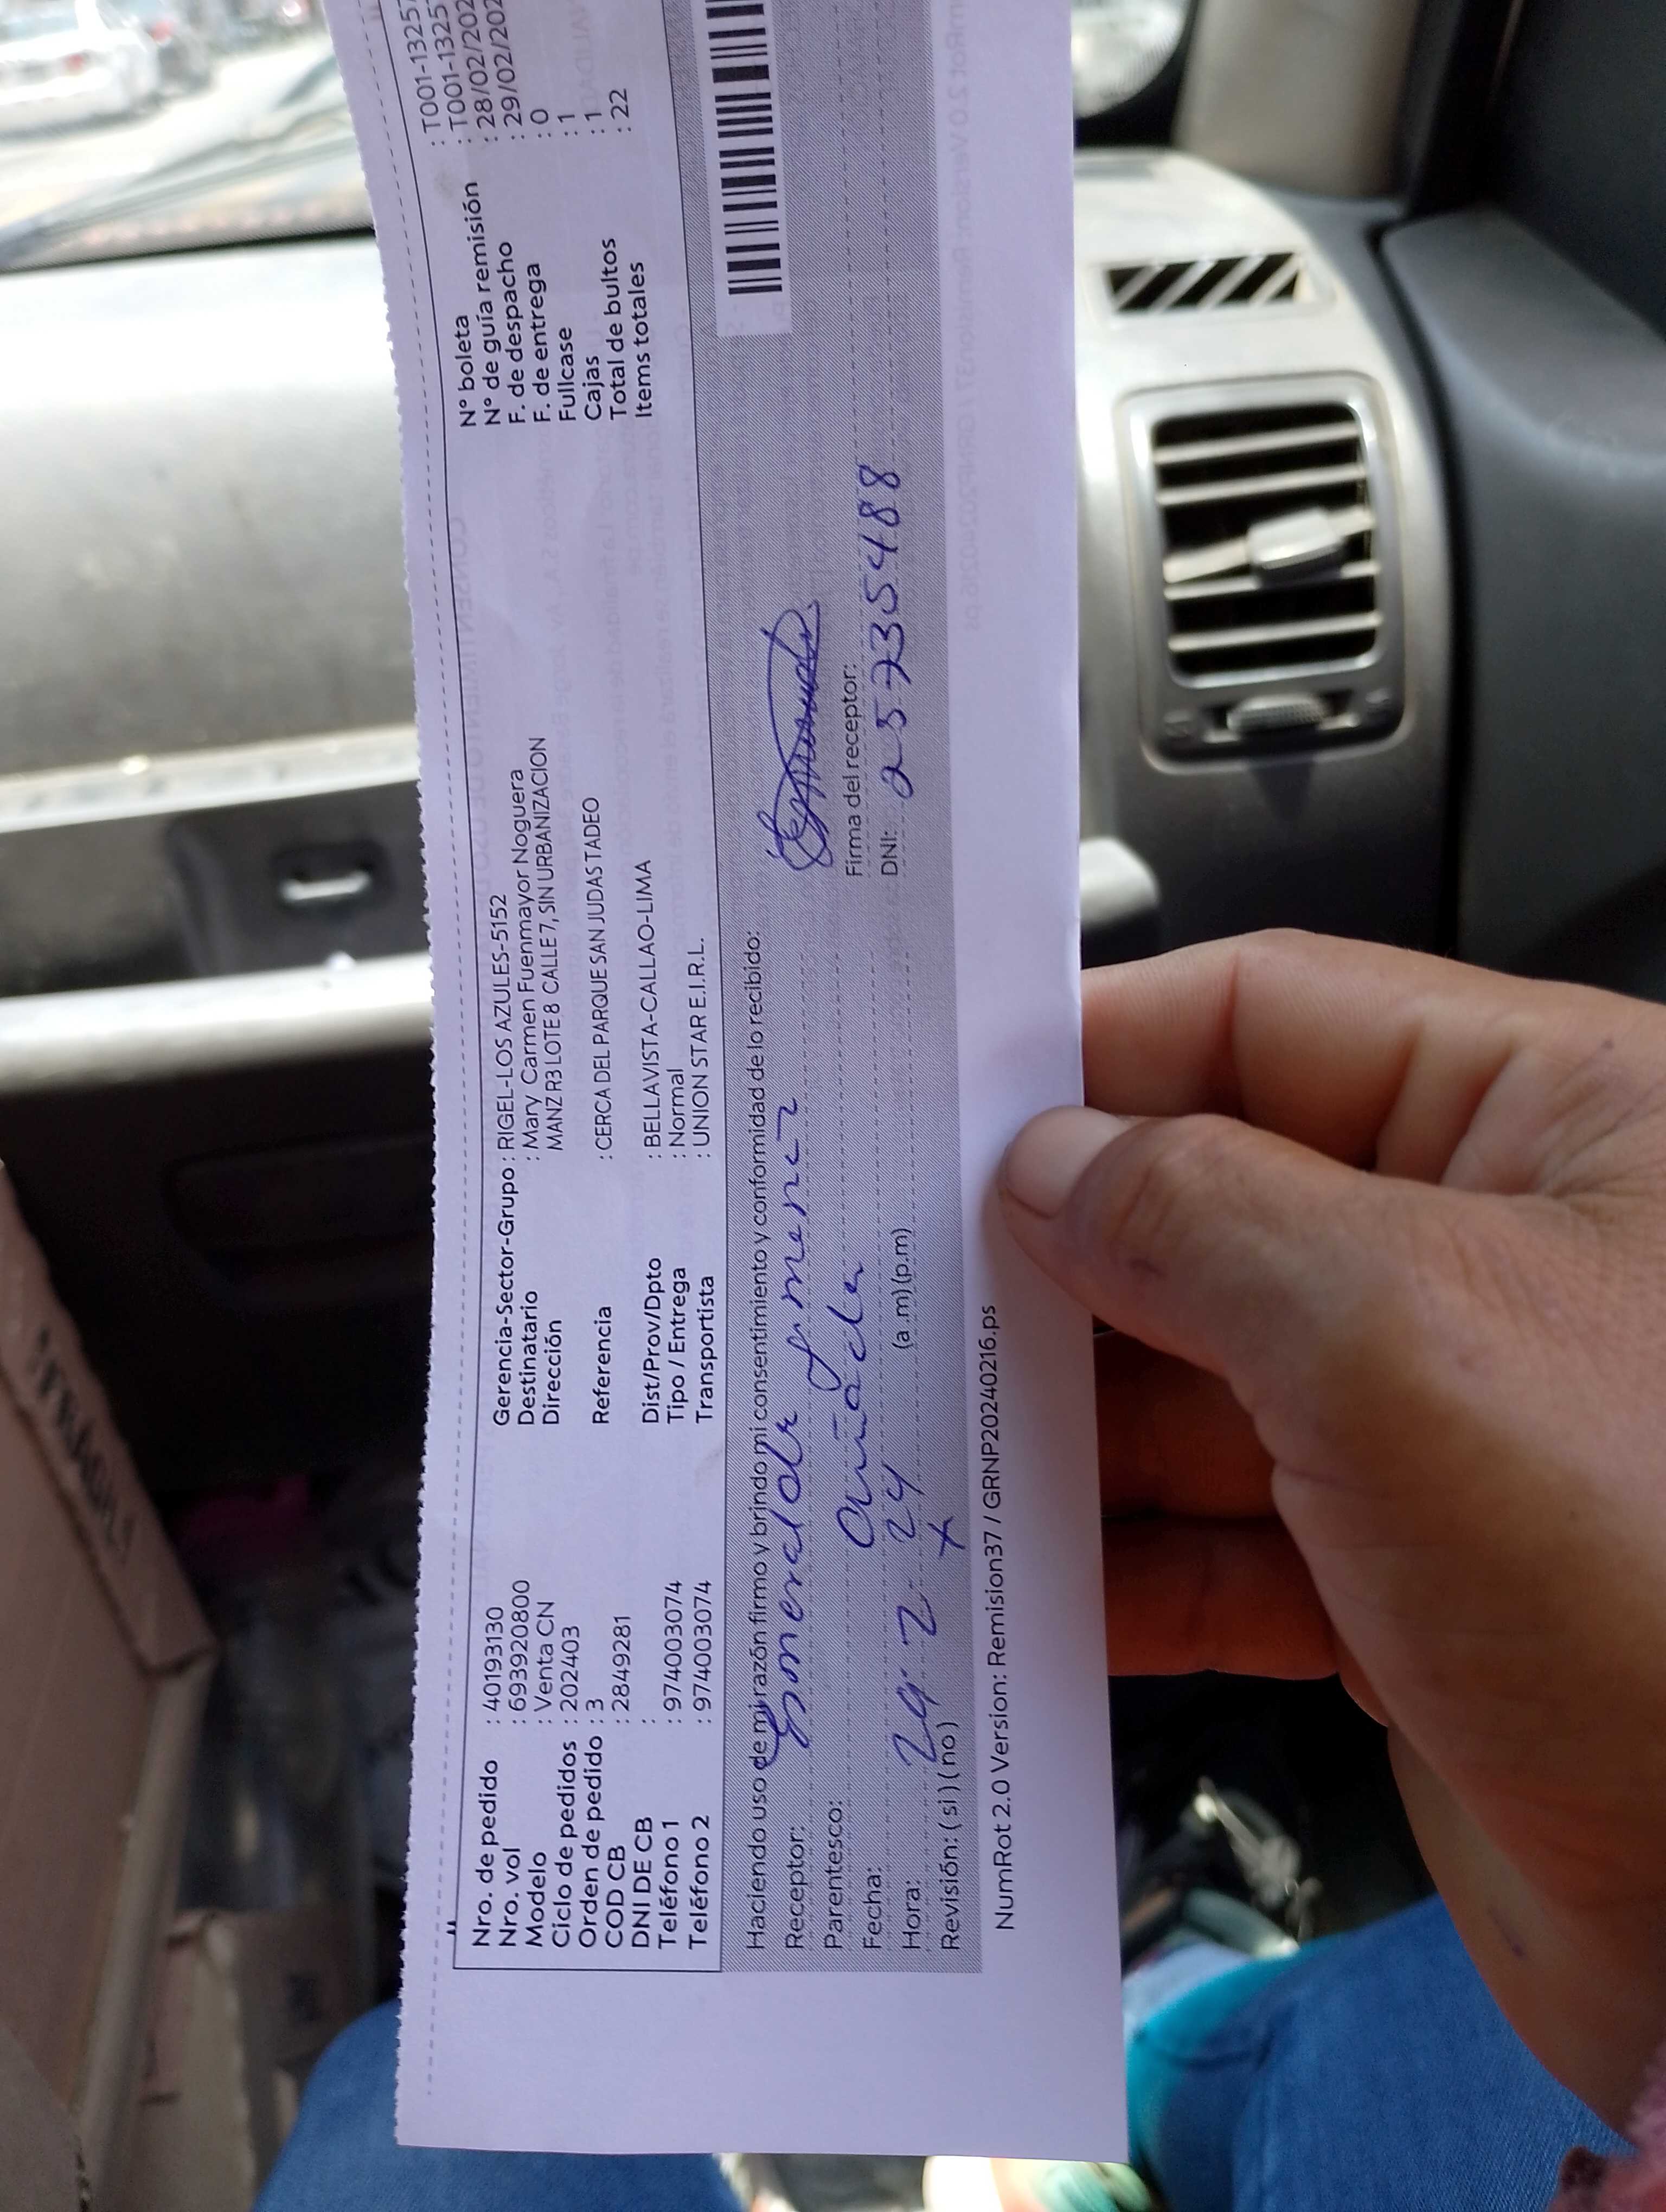 Nro. de pedido : 40193130
Nro. vol : 693920800
Modelo : Venta CN
Ciclo de pedidos : 202403
Orden de pedido : 3
COD CB : 2849281
DNI DE CB :
Teléfono 1 : 974003074
Teléfono 2 : 974003074
Gerencia-Sector-Grupo : RIGEL-LOS AZULES-5152
Destinatario : Mary Carmen Fuenmayor Noguera
Dirección MANZ R3 LOTE 8 CALLE 7, SIN URBANIZACION
Referencia : CERCA DEL PARQUE SAN JUDAS TADEO
Dist/Prov/Dpto : BELLAVISTA-CALLAO-LIMA
Tipo / Entrega : Normal
Transportista : UNION STAR E.I.R.L.
N° boleta : T001-13257
N° de guía remisión : T001-1325
F. de despacho : 28/02/202
F. de entrega : 29/02/202
Fullcase : 0
Cajas : 1
Total de bultos : 1
Items totales : 22
Haciendo uso de mi razón firmo y brindo mi consentimiento y conformidad de lo recibido:
Receptor: Esmeralda Jimenez
Parentesco: Cuñada
Fecha: 29. 2. 24
Hora: (a.m)(p.m)
Revisión: (si)(no) X
Firma del receptor:
DNI: 25735488
NumRot 2.0 Version: Remision37 / GRNP20240216.ps